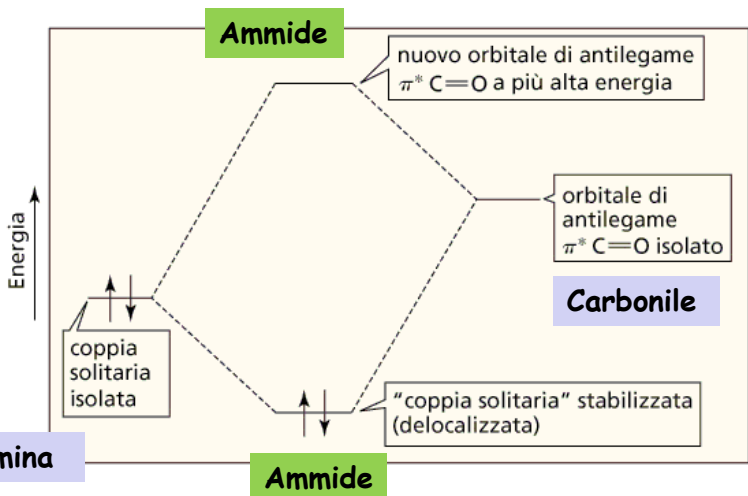 Ammide
nuovo orbitale di antilegame
π* C=O a più alta energia
orbitale di
antilegame
π* C=O isolato
Carbonile
Energia
coppia
solitaria
isolata
"coppia solitaria" stabilizzata
(delocalizzata)
mina
Ammide